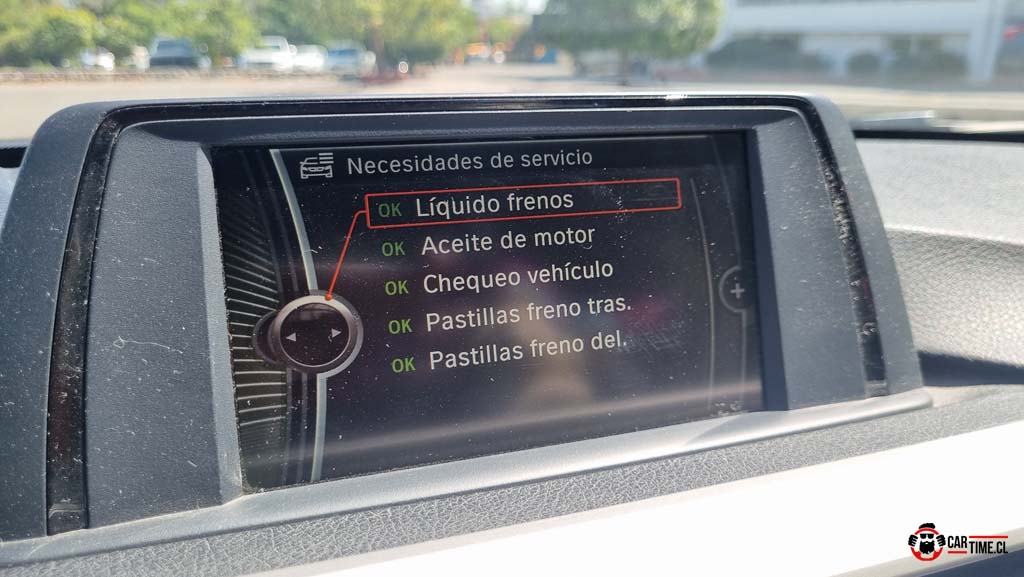 Necesidades de servicio
OK Líquido frenos
OK Aceite de motor
OK Chequeo vehículo
OK Pastillas freno tras.
OK Pastillas freno del.
CAR
TIME.CL